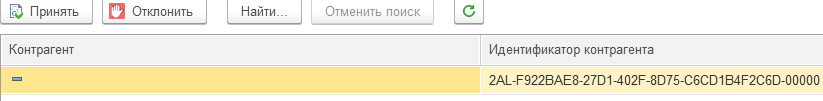 Принять Отклонить Найти... Отменить поиск
Контрагент Идентификатор контрагента
2AL-F922BAE8-27D1-402F-8D75-C6CD1B4F2C6D-00000